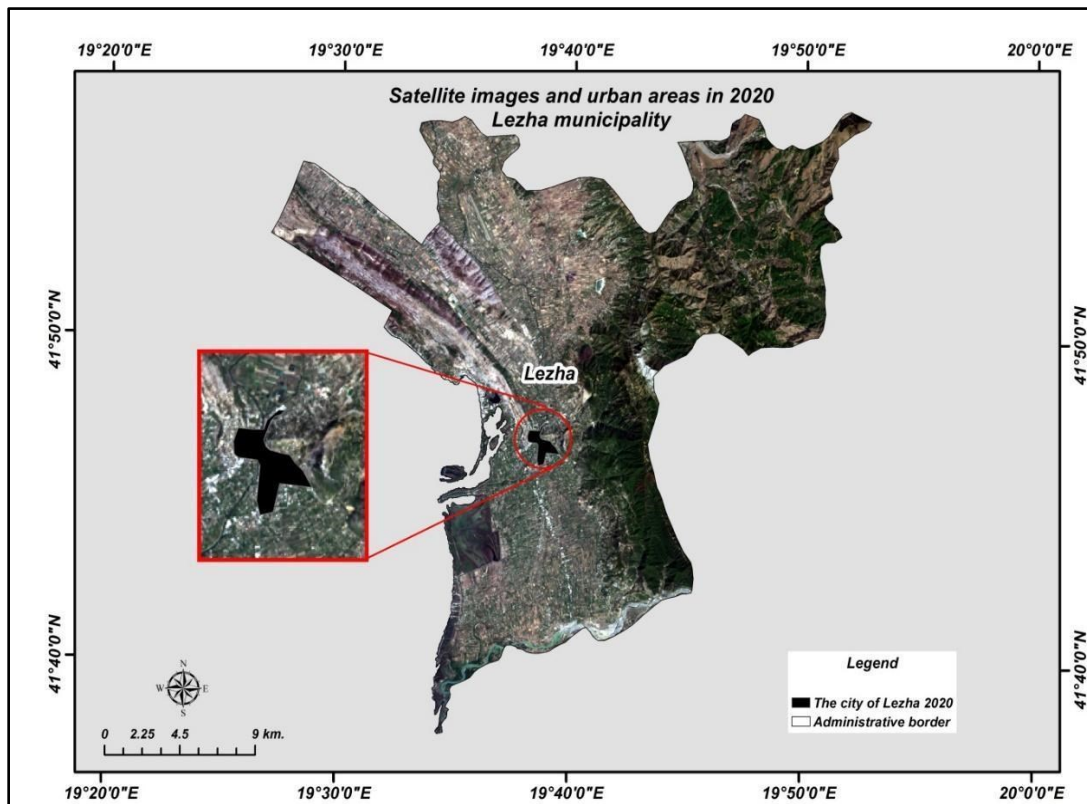 19°20'0"E 19°30'0"E 19°40'0"E 19°50'0"E 20°0'0"E
Satellite images and urban areas in 2020
Lezha municipality
41°50'0"N
41°50'0"N
Lezha
41°40'0"N
41°40'0"N
N
W E
S
0 2.25 4.5 9 km.
Legend
The city of Lezha 2020
Administrative border
19°20'0"E 19°30'0"E 19°40'0"E 19°50'0"E 20°0'0"E